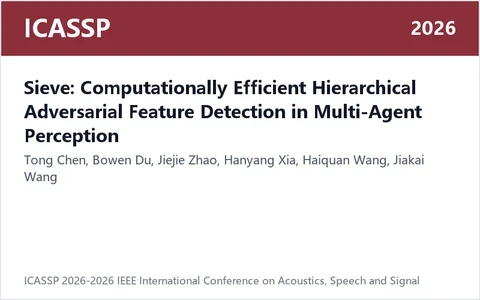 ICASSP
2026
Sieve: Computationally Efficient Hierarchical
Adversarial Feature Detection in Multi-Agent
Perception
Tong Chen, Bowen Du, Jiejie Zhao, Hanyang Xia, Haiquan Wang, Jiakai
Wang
ICASSP 2026-2026 IEEE International Conference on Acoustics, Speech and Signal